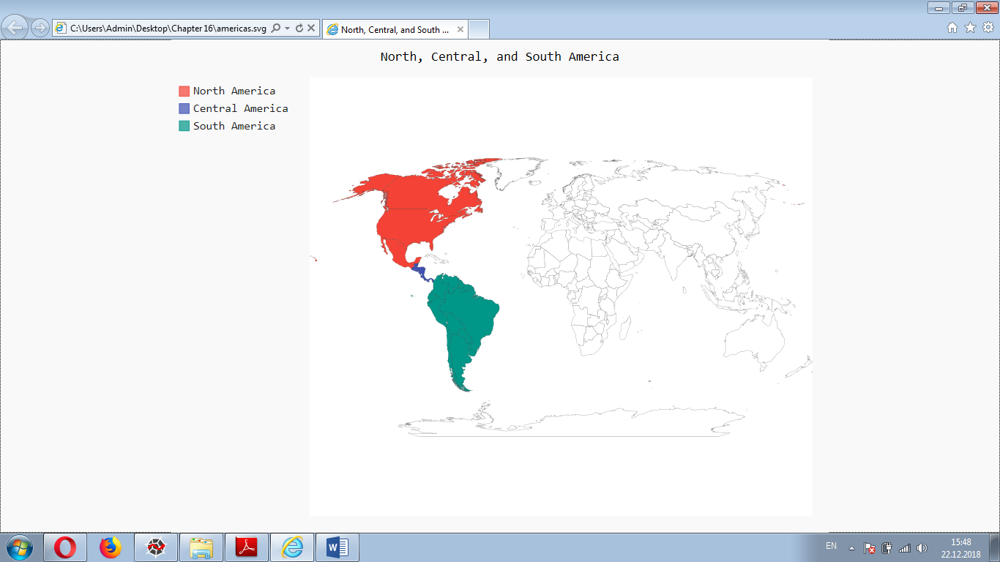 C:\Users\Admin\Desktop\Chapter 16\americas.svg
North, Central, and South ...
North, Central, and South America
North America
Central America
South America
EN
15:48
22.12.2018